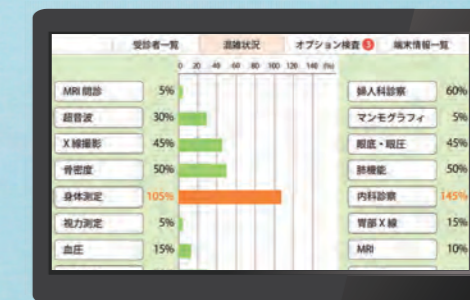 受診者一覧 混雑状況 オプション検査 3 端末情報一覧
0 20 40 60 80 100 120 140 (%)
MRI 問診 5% 婦人科診察 60%
超音波 30% マンモグラフィ 5%
X 線撮影 45% 眼底・眼圧 45%
骨密度 50% 肺機能 50%
身体測定 105% 内科診察 145%
視力測定 5% 胃部 X 線 15%
血圧 15% MRI 10%